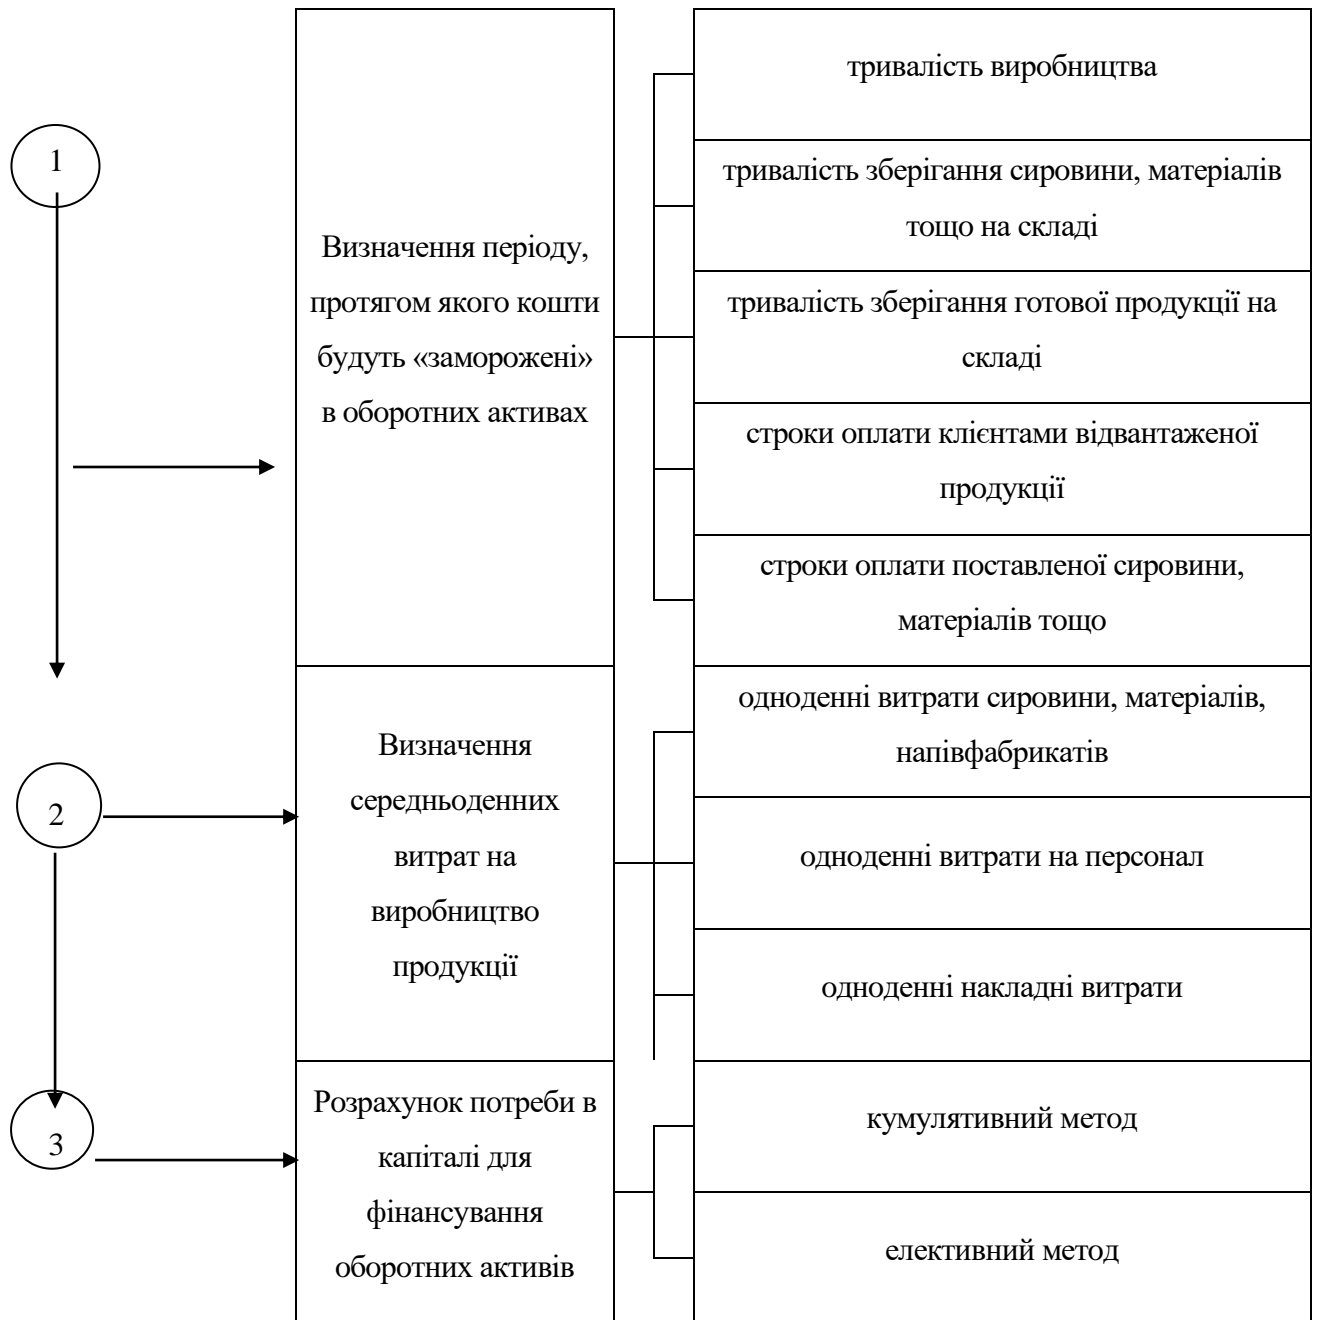 1
Визначення періоду,
протягом якого кошти
будуть «заморожені»
в оборотних активах
тривалість виробництва
тривалість зберігання сировини, матеріалів
тощо на складі
тривалість зберігання готової продукції на
складі
строки оплати клієнтами відвантаженої
продукції
строки оплати поставленої сировини,
матеріалів тощо
2
Визначення
середньоденних
витрат на
виробництво
продукції
одноденні витрати сировини, матеріалів,
напівфабрикатів
одноденні витрати на персонал
одноденні накладні витрати
3
Розрахунок потреби в
капіталі для
фінансування
оборотних активів
кумулятивний метод
елективний метод